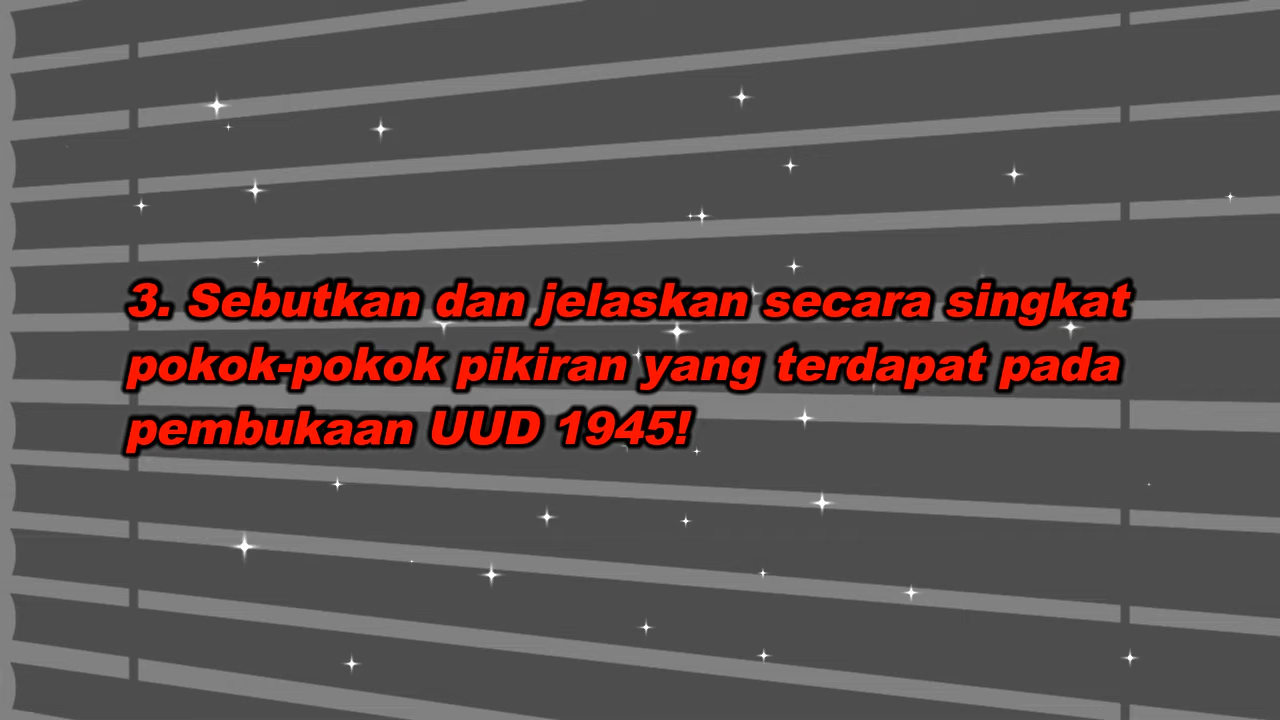 3. Sebutkan dan jelaskan secara singkat
pokok-pokok pikiran yang terdapat pada
pembukaan UUD 1945!